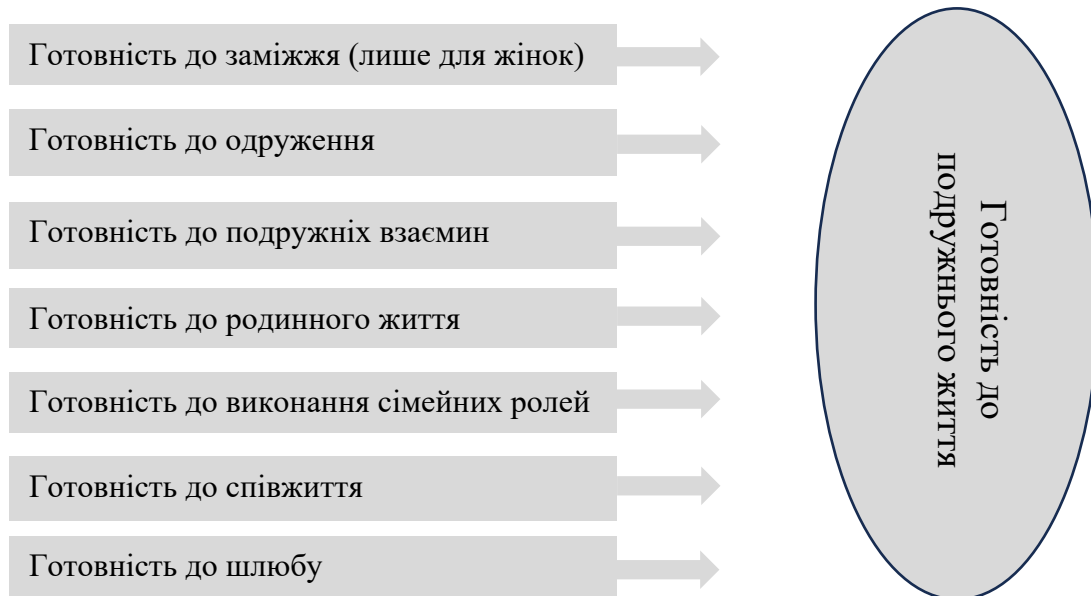 Готовність до заміжжя (лише для жінок)
Готовність до одруження
Готовність до подружніх взаємин
Готовність до родинного життя
Готовність до виконання сімейних ролей
Готовність до співжиття
Готовність до шлюбу
Готовність до
подружнього життя